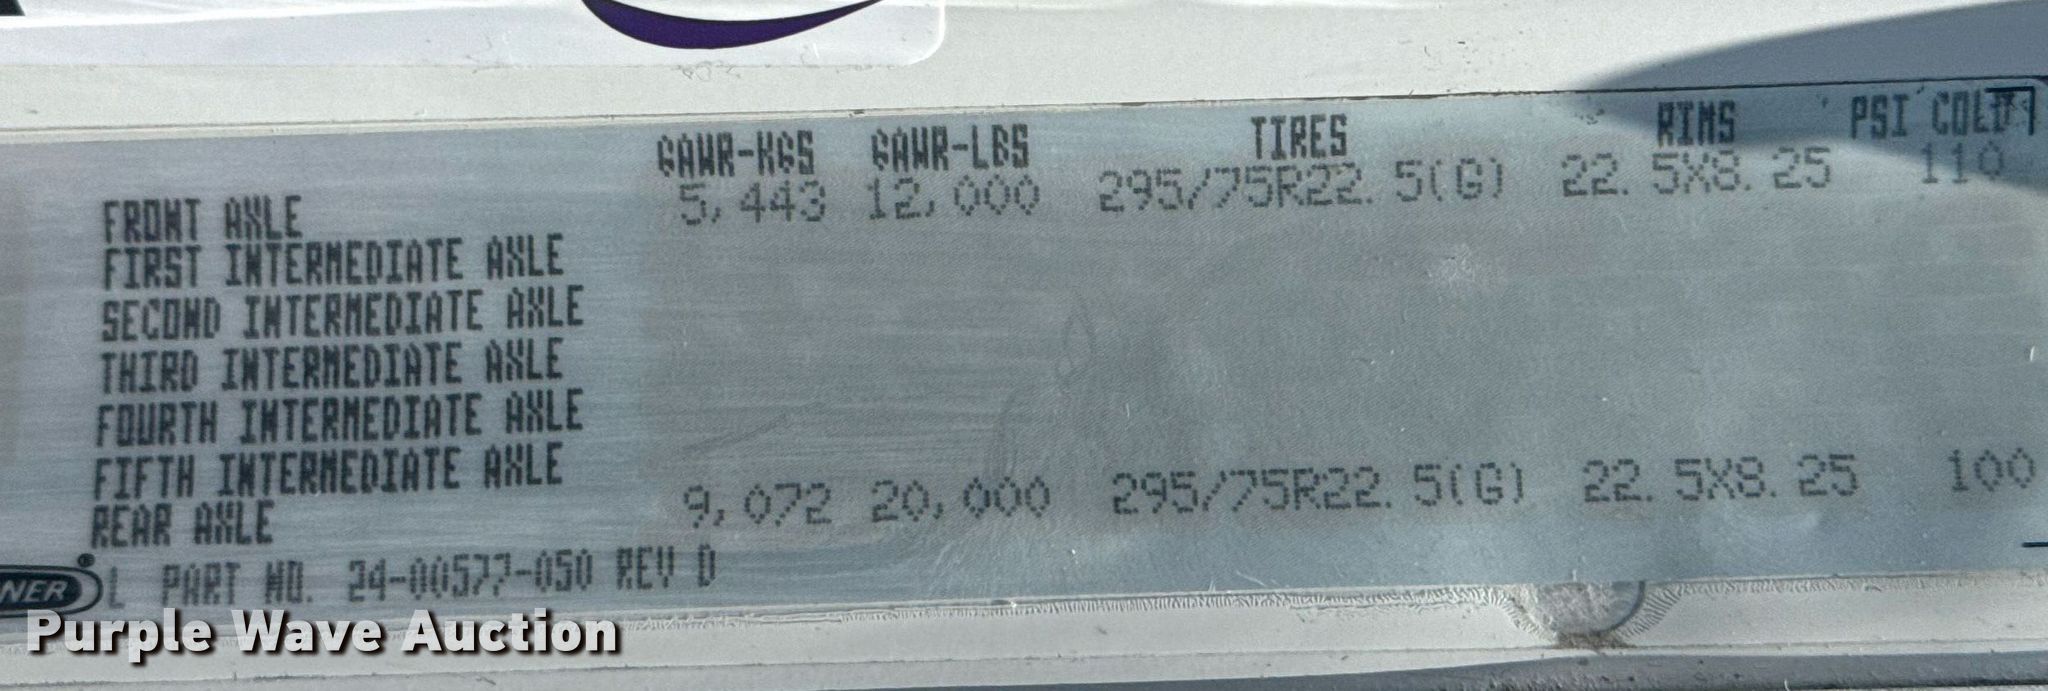 GAWR-KGS GAWR-LBS TIRES RIMS PSI COLD
FRONT AXLE 5,443 12,000 295/75R22.5(G) 22.5X8.25 110
FIRST INTERMEDIATE AXLE
SECOND INTERMEDIATE AXLE
THIRD INTERMEDIATE AXLE
FOURTH INTERMEDIATE AXLE
FIFTH INTERMEDIATE AXLE
REAR AXLE 9,072 20,000 295/75R22.5(G) 22.5X8.25 100
NER® L PART NO. 24-00577-050 REV D
Purple Wave Auction